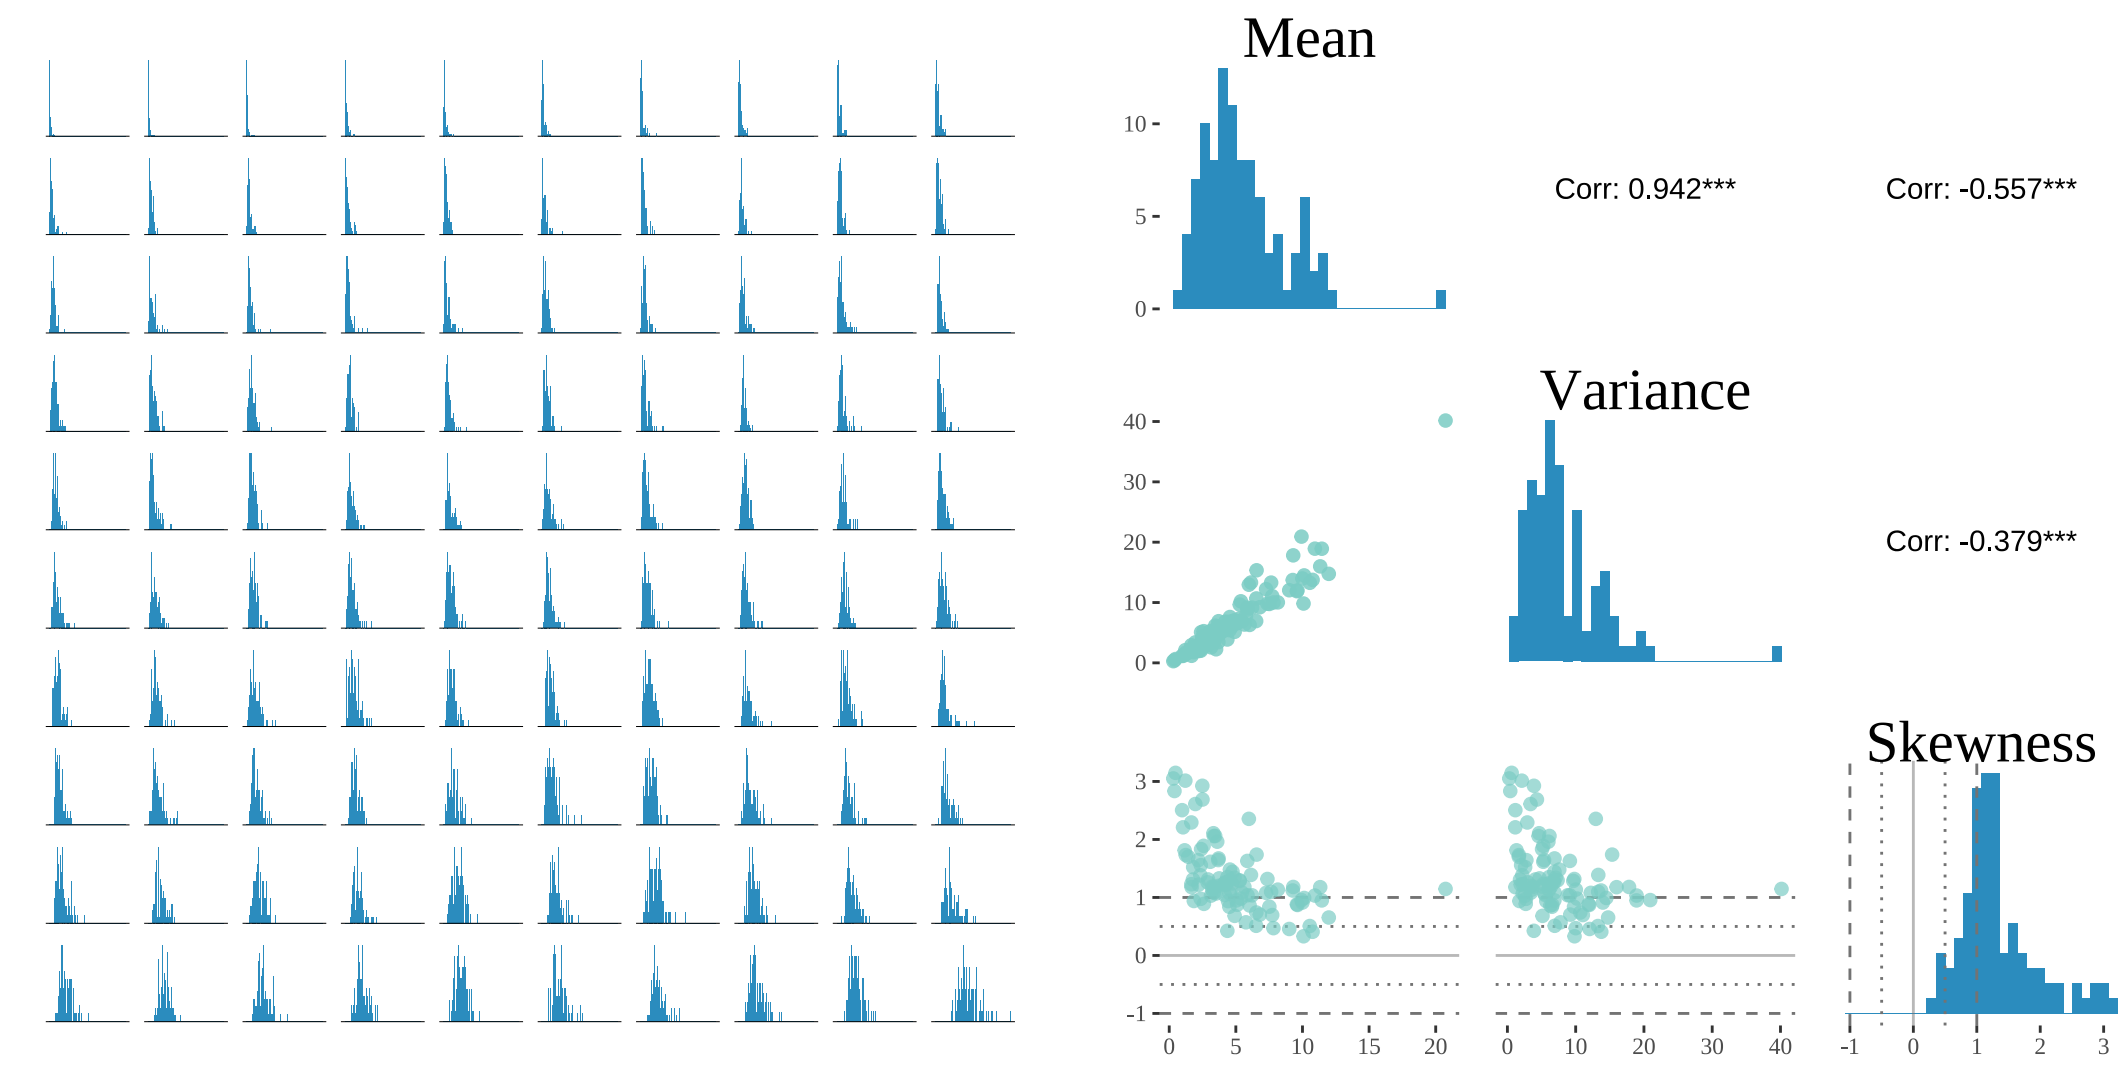 Mean
10
5
0
Corr: 0.942***
Corr: -0.557***
Variance
40
30
20
10
0
Corr: -0.379***
Skewness
3
2
1
0
-1
0 5 10 15 20
0 10 20 30 40
-1 0 1 2 3